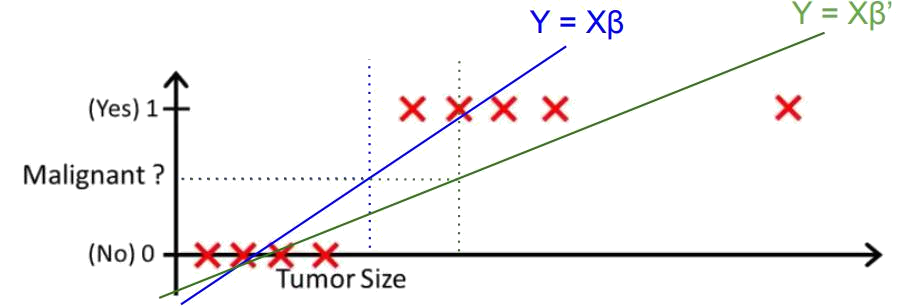 Y = Xβ
Y = Xβ’
(Yes) 1
Malignant ?
(No) 0
Tumor Size